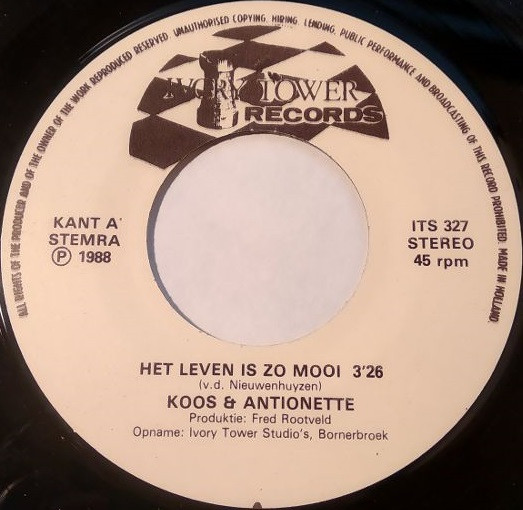 ALL RIGHTS OF THE PRODUCER AND OF THE OWNER OF THE WORK REPRODUCED RESERVED. UNAUTHORISED COPYING, HIRING, LENDING, PUBLIC PERFORMANCE AND BROADCASTING OF THIS RECORD PROHIBITED. MADE IN HOLLAND.
IVORY TOWER
RECORDS
KANT A
STEMRA
℗ 1988
ITS 327
STEREO
45 rpm
HET LEVEN IS ZO MOOI 3'26
(v.d. Nieuwenhuyzen)
KOOS & ANTIONETTE
Produktie: Fred Rootveld
Opname: Ivory Tower Studio's, Bornerbroek